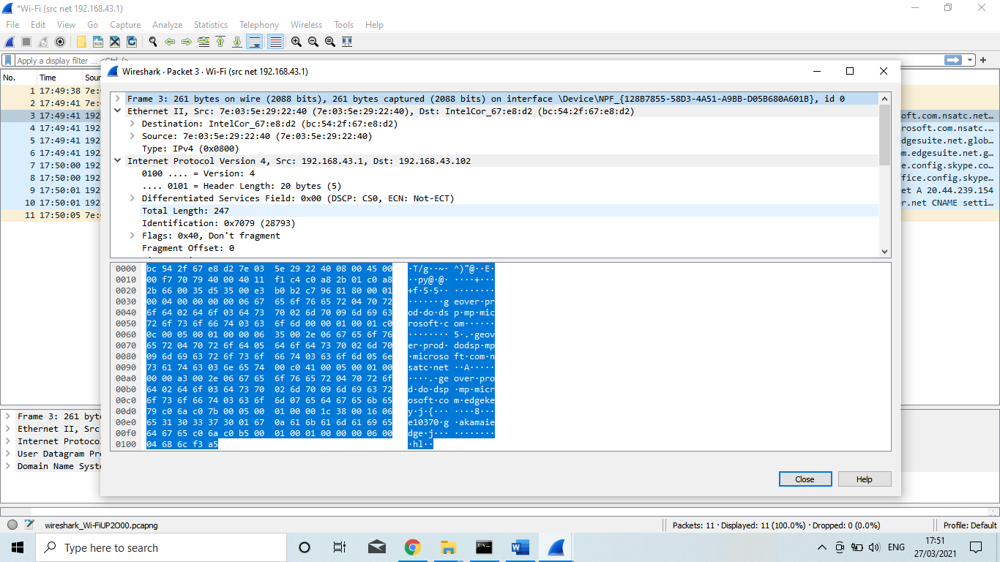 *Wi-Fi (src net 192.168.43.1)
File Edit View Go Capture Analyze Statistics Telephony Wireless Tools Help
Apply a display filter ... <Ctrl-/>
No. Time Sour
1 17:49:38 7e:
2 17:49:41 7e:
3 17:49:41 192
4 17:49:41 192
5 17:49:41 192
6 17:49:41 192
7 17:50:00 192
8 17:50:00 192
9 17:50:01 192
10 17:50:01 192
11 17:50:05 7e:
oft.com.nsatc.net...
rosoft.com.nsatc...
dgesuite.net.glob...
m.edgesuite.net.g...
e.config.skype.co...
fice.config.skype...
et A 20.44.239.154
r.net CNAME setti...
Wireshark · Packet 3 · Wi-Fi (src net 192.168.43.1)
Frame 3: 261 bytes on wire (2088 bits), 261 bytes captured (2088 bits) on interface \Device\NPF_{128B7855-58D3-4A51-A9BB-D05B680A601B}, id 0
Ethernet II, Src: 7e:03:5e:29:22:40 (7e:03:5e:29:22:40), Dst: IntelCor_67:e8:d2 (bc:54:2f:67:e8:d2)
Destination: IntelCor_67:e8:d2 (bc:54:2f:67:e8:d2)
Source: 7e:03:5e:29:22:40 (7e:03:5e:29:22:40)
Type: IPv4 (0x0800)
Internet Protocol Version 4, Src: 192.168.43.1, Dst: 192.168.43.102
0100 .... = Version: 4
.... 0101 = Header Length: 20 bytes (5)
Differentiated Services Field: 0x00 (DSCP: CS0, ECN: Not-ECT)
Total Length: 247
Identification: 0x7079 (28793)
Flags: 0x40, Don't fragment
Fragment Offset: 0
0000 bc 54 2f 67 e8 d2 7e 03 5e 29 22 40 08 00 45 00 ·T/g··~· ^)"@··E·
0010 00 f7 70 79 40 00 40 11 f1 c4 c0 a8 2b 01 c0 a8 ··py@·@· ····+···
0020 2b 66 00 35 d5 35 00 e3 b0 b2 c7 96 81 80 00 01 +f·5·5·· ········
0030 00 04 00 00 00 00 06 67 65 6f 76 65 72 04 70 72 ·······g eover·pr
0040 6f 64 02 64 6f 03 64 73 70 02 6d 70 09 6d 69 63 od·do·ds p·mp·mic
0050 72 6f 73 6f 66 74 03 63 6f 6d 00 00 01 00 01 c0 rosoft·c om······
0060 0c 00 05 00 01 00 00 06 35 00 2e 06 67 65 6f 76 ········ 5·.·geov
0070 65 72 04 70 72 6f 64 05 64 6f 64 73 70 02 6d 70 er·prod· dodsp·mp
0080 09 6d 69 63 72 6f 73 6f 66 74 03 63 6f 6d 05 6e ·microso ft·com·n
0090 73 61 74 63 03 6e 65 74 00 c0 41 00 05 00 01 00 satc·net ··A·····
00a0 00 00 a3 00 2e 06 67 65 6f 76 65 72 04 70 72 6f ····.·ge over·pro
00b0 64 02 64 6f 03 64 73 70 02 6d 70 09 6d 69 63 72 d·do·dsp ·mp·micr
00c0 6f 73 6f 66 74 03 63 6f 6d 07 65 64 67 65 6b 65 osoft·co m·edgeke
00d0 79 c0 6a c0 7b 00 05 00 01 00 00 1c 38 00 16 06 y·j·{··· ····8···
00e0 65 31 30 33 37 30 01 67 0a 61 6b 61 6d 61 69 65 e10370·g ·akamaie
00f0 64 67 65 c0 6a c0 b5 00 01 00 01 00 00 00 06 00 dge·j··· ········
0100 04 68 6c f3 a5 ·hl··
Close Help
Frame 3: 261 byte
Ethernet II, Src
Internet Protoco
User Datagram Pr
Domain Name Syst
wireshark_Wi-FiUP2O00.pcapng
Packets: 11 · Displayed: 11 (100.0%) · Dropped: 0 (0.0%)
Profile: Default
Type here to search
ENG
17:51
27/03/2021